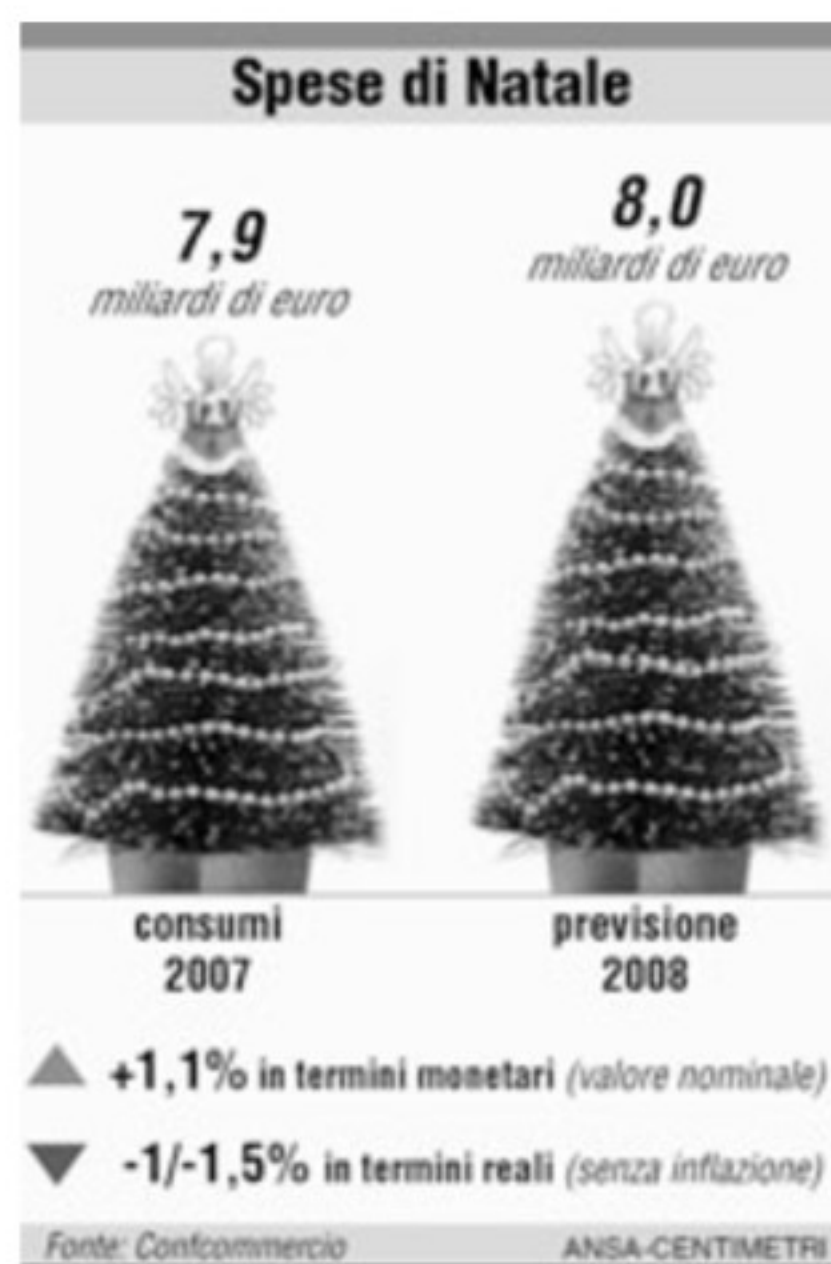 Spese di Natale
7,9
miliardi di euro
8,0
miliardi di euro
consumi
2007
previsione
2008
+1,1% in termini monetari (valore nominale)
-1/-1,5% in termini reali (senza inflazione)
Fonte: Confcommercio
ANSA-CENTIMETRI